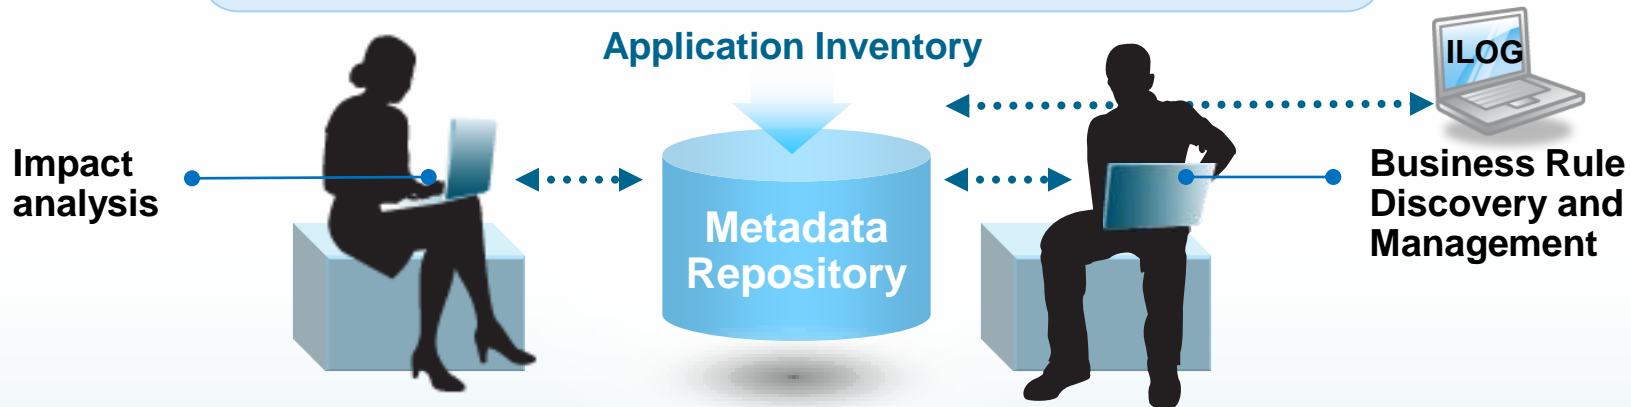 Application Inventory
ILOG
Impact
analysis
Metadata
Repository
Business Rule
Discovery and
Management